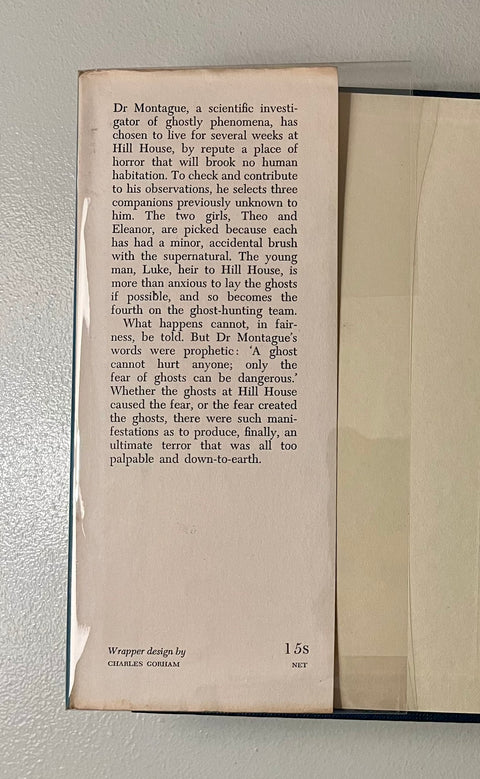 Dr Montague, a scientific investi-
gator of ghostly phenomena, has
chosen to live for several weeks at
Hill House, by repute a place of
horror that will brook no human
habitation. To check and contribute
to his observations, he selects three
companions previously unknown to
him. The two girls, Theo and
Eleanor, are picked because each
has had a minor, accidental brush
with the supernatural. The young
man, Luke, heir to Hill House, is
more than anxious to lay the ghosts
if possible, and so becomes the
fourth on the ghost-hunting team.
What happens cannot, in fair-
ness, be told. But Dr Montague's
words were prophetic: 'A ghost
cannot hurt anyone; only the
fear of ghosts can be dangerous.'
Whether the ghosts at Hill House
caused the fear, or the fear created
the ghosts, there were such mani-
festations as to produce, finally, an
ultimate terror that was all too
palpable and down-to-earth.
Wrapper design by
CHARLES GORHAM
15s
NET